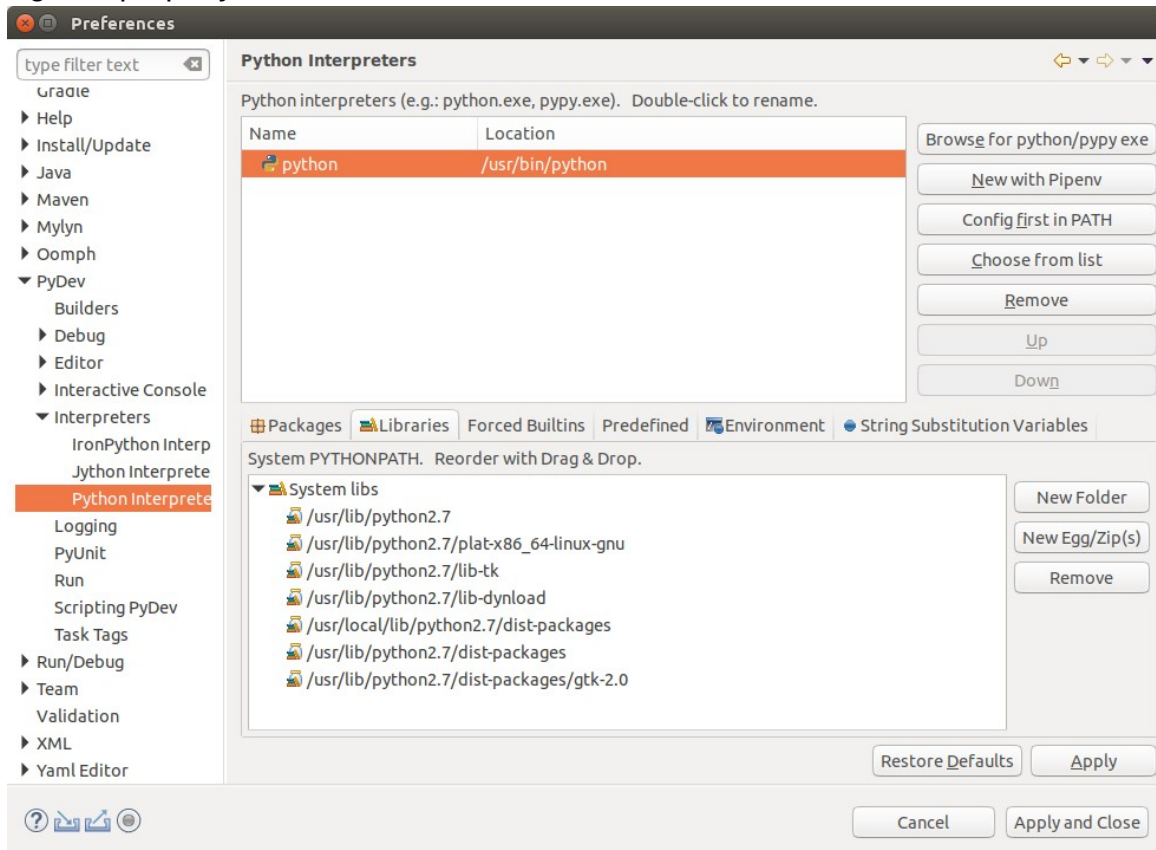 Preferences
type filter text
Gradle
Help
Install/Update
Java
Maven
Mylyn
Oomph
PyDev
Builders
Debug
Editor
Interactive Console
Interpreters
IronPython Interp
Jython Interprete
Python Interprete
Logging
PyUnit
Run
Scripting PyDev
Task Tags
Run/Debug
Team
Validation
XML
Yaml Editor
Python Interpreters
Python interpreters (e.g.: python.exe, pypy.exe). Double-click to rename.
Name Location
python /usr/bin/python
Browse for python/pypy exe
New with Pipenv
Config first in PATH
Choose from list
Remove
Up
Down
Packages Libraries Forced Builtins Predefined Environment String Substitution Variables
System PYTHONPATH. Reorder with Drag & Drop.
System libs
/usr/lib/python2.7
/usr/lib/python2.7/plat-x86_64-linux-gnu
/usr/lib/python2.7/lib-tk
/usr/lib/python2.7/lib-dynload
/usr/local/lib/python2.7/dist-packages
/usr/lib/python2.7/dist-packages
/usr/lib/python2.7/dist-packages/gtk-2.0
New Folder
New Egg/Zip(s)
Remove
Restore Defaults Apply
Cancel Apply and Close